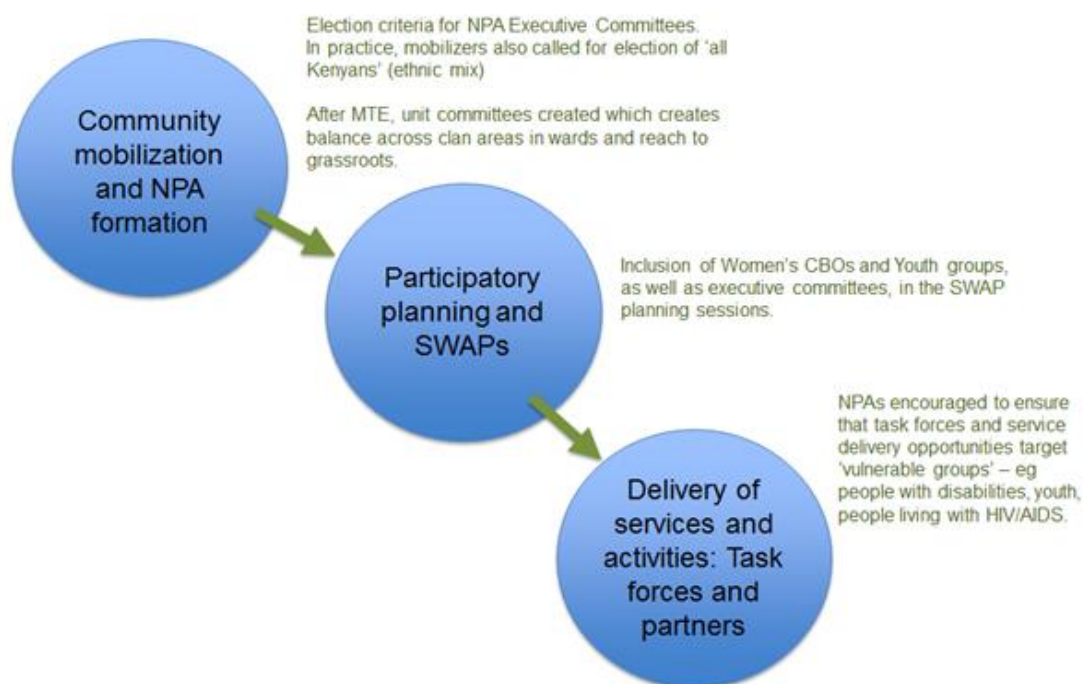 Election criteria for NPA Executive Committees.
In practice, mobilizers also called for election of 'all
Kenyans' (ethnic mix)
After MTE, unit committees created which creates
balance across clan areas in wards and reach to
grassroots.
Community
mobilization
and NPA
formation
Participatory
planning and
SWAPs
Inclusion of Women's CBOs and Youth groups,
as well as executive committees, in the SWAP
planning sessions.
NPAs encouraged to ensure
that task forces and service
delivery opportunities target
'vulnerable groups' – eg
people with disabilities, youth,
people living with HIV/AIDS.
Delivery of
services and
activities: Task
forces and
partners